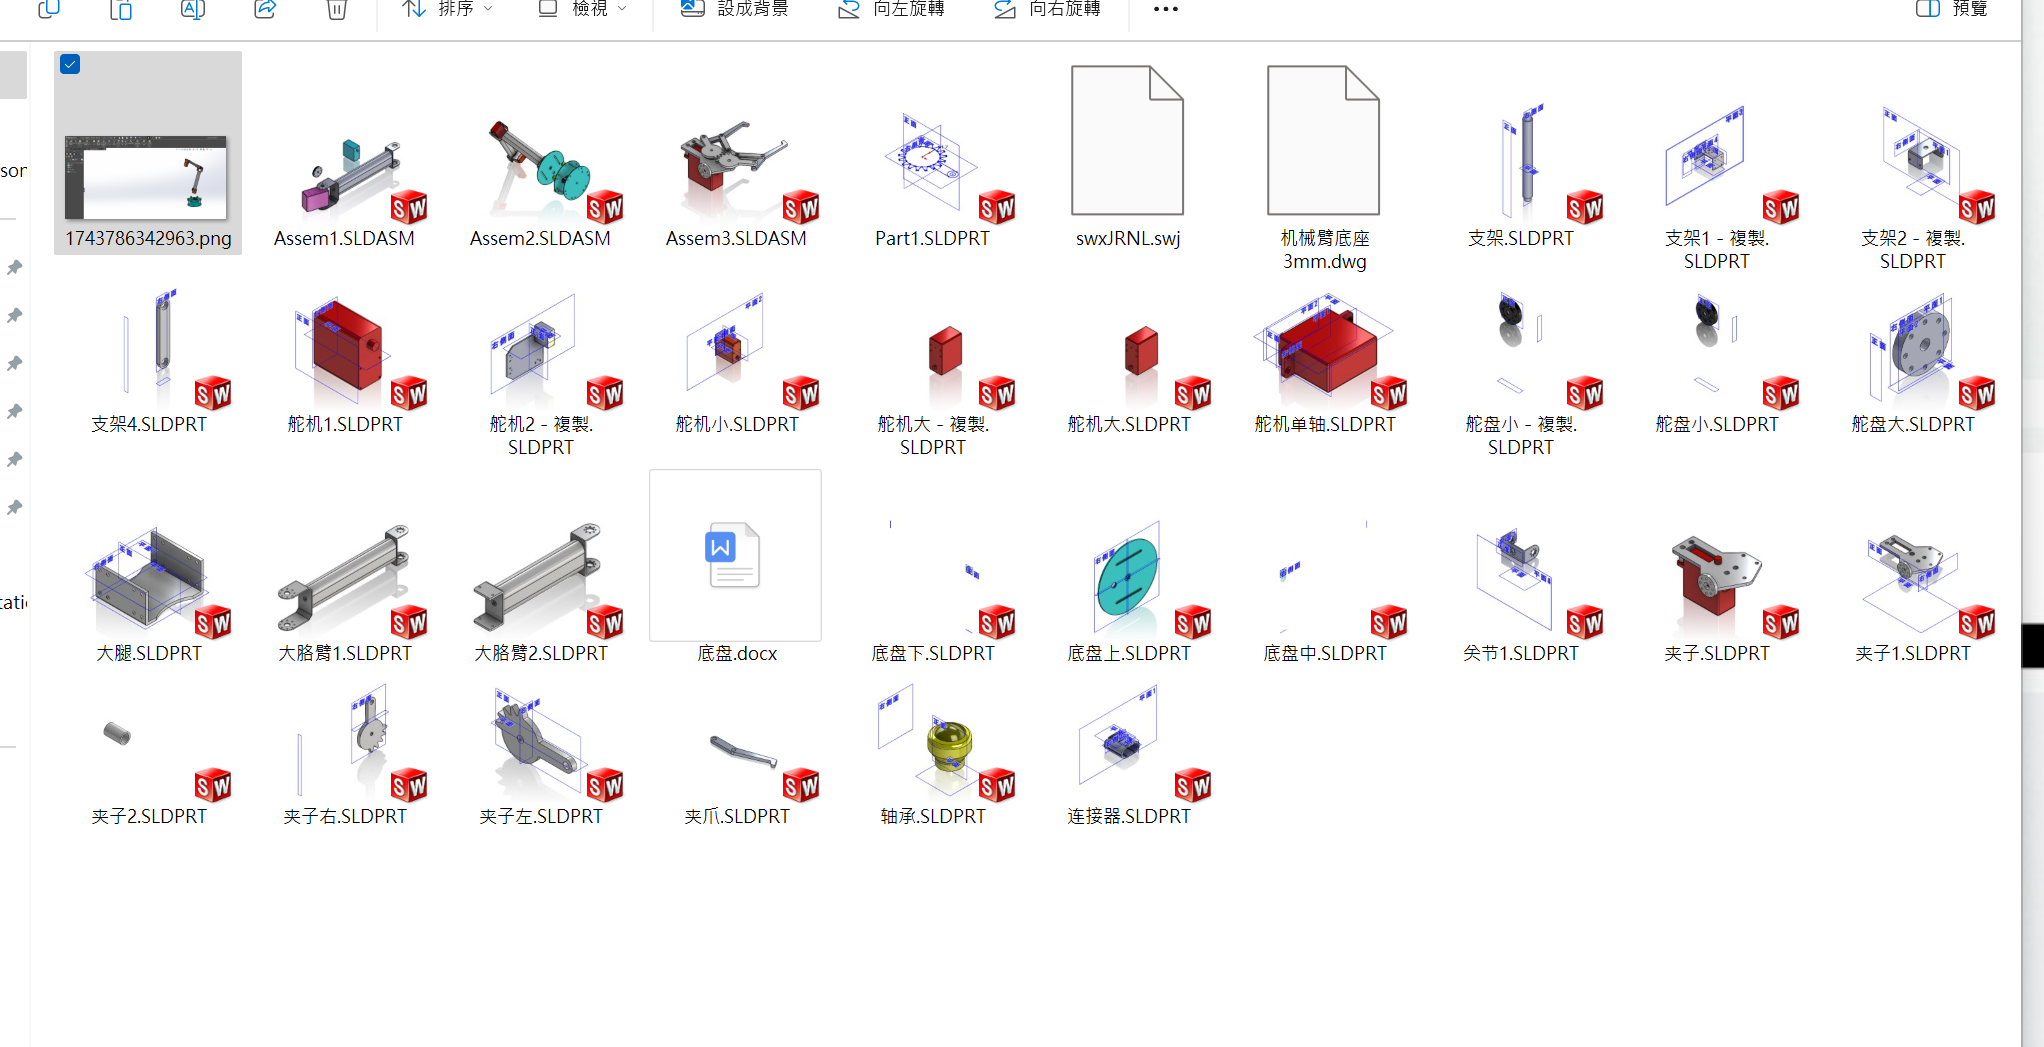 排序
檢視
設成背景
向左旋轉
向右旋轉
預覽
son
tatic
1743786342963.png
Assem1.SLDASM
Assem2.SLDASM
Assem3.SLDASM
Part1.SLDPRT
swxJRNL.swj
机械臂底座
3mm.dwg
支架.SLDPRT
支架1 - 複製.
SLDPRT
支架2 - 複製.
SLDPRT
支架4.SLDPRT
舵机1.SLDPRT
舵机2 - 複製.
SLDPRT
舵机小.SLDPRT
舵机大 - 複製.
SLDPRT
舵机大.SLDPRT
舵机单轴.SLDPRT
舵盘小 - 複製.
SLDPRT
舵盘小.SLDPRT
舵盘大.SLDPRT
大腿.SLDPRT
大胳臂1.SLDPRT
大胳臂2.SLDPRT
底盘.docx
底盘下.SLDPRT
底盘上.SLDPRT
底盘中.SLDPRT
关节1.SLDPRT
夹子.SLDPRT
夹子1.SLDPRT
夹子2.SLDPRT
夹子右.SLDPRT
夹子左.SLDPRT
夹爪.SLDPRT
轴承.SLDPRT
连接器.SLDPRT